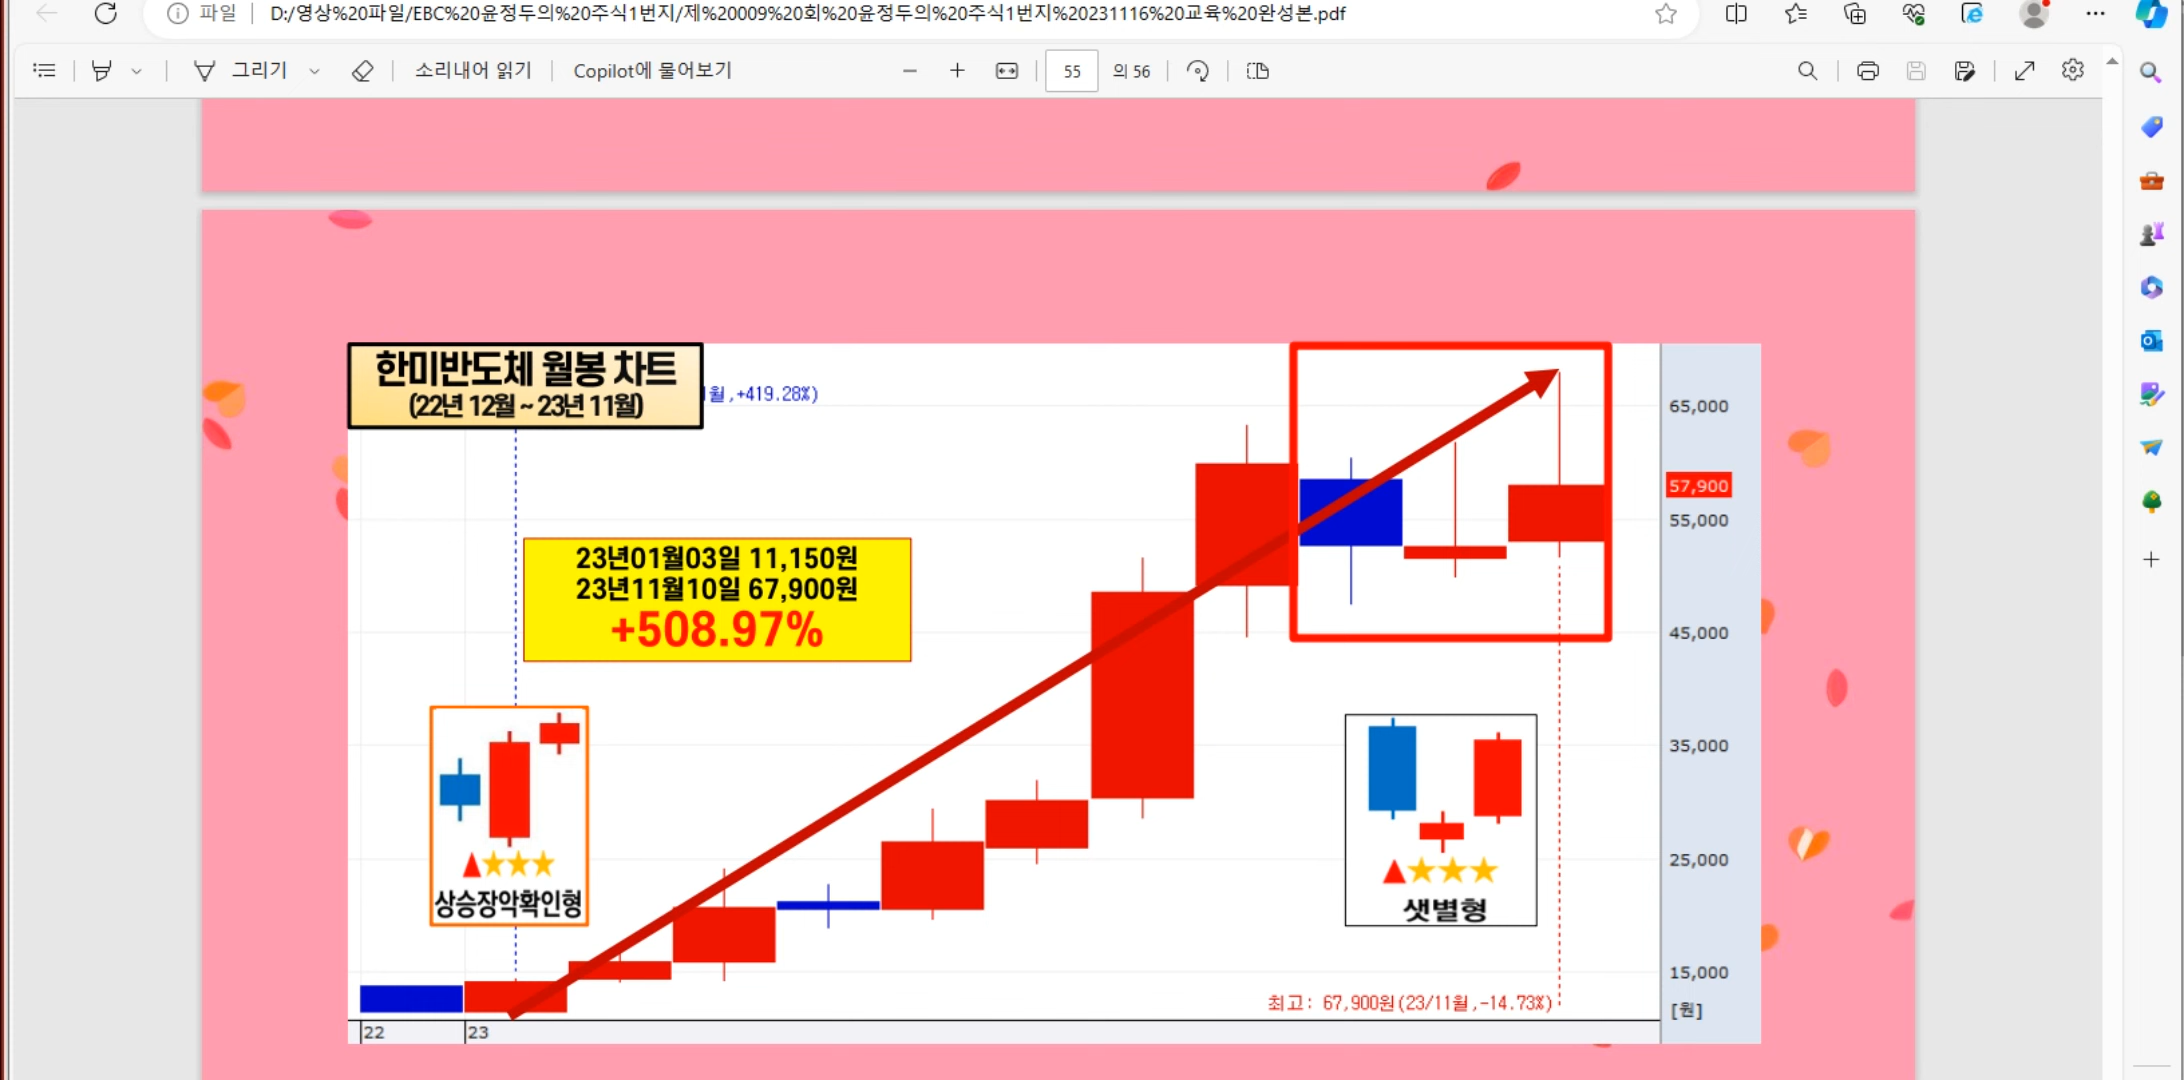 파일
D:/영상%20파일/EBC%20윤정두의%20주식1번지/제%20009%20회%20윤정두의%20주식1번지%20231116%20교육%20완성본.pdf
그리기
소리내어 읽기
Copilot에 물어보기
55
의 56
한미반도체 월봉 차트
(22년 12월 ~ 23년 11월)
월,+419.28%)
65,000
57,900
55,000
23년01월03일 11,150원
23년11월10일 67,900원
+508.97%
45,000
35,000
25,000
상승장악확인형
샛별형
15,000
최고: 67,900원(23/11월,-14.73%)
[원]
22
23